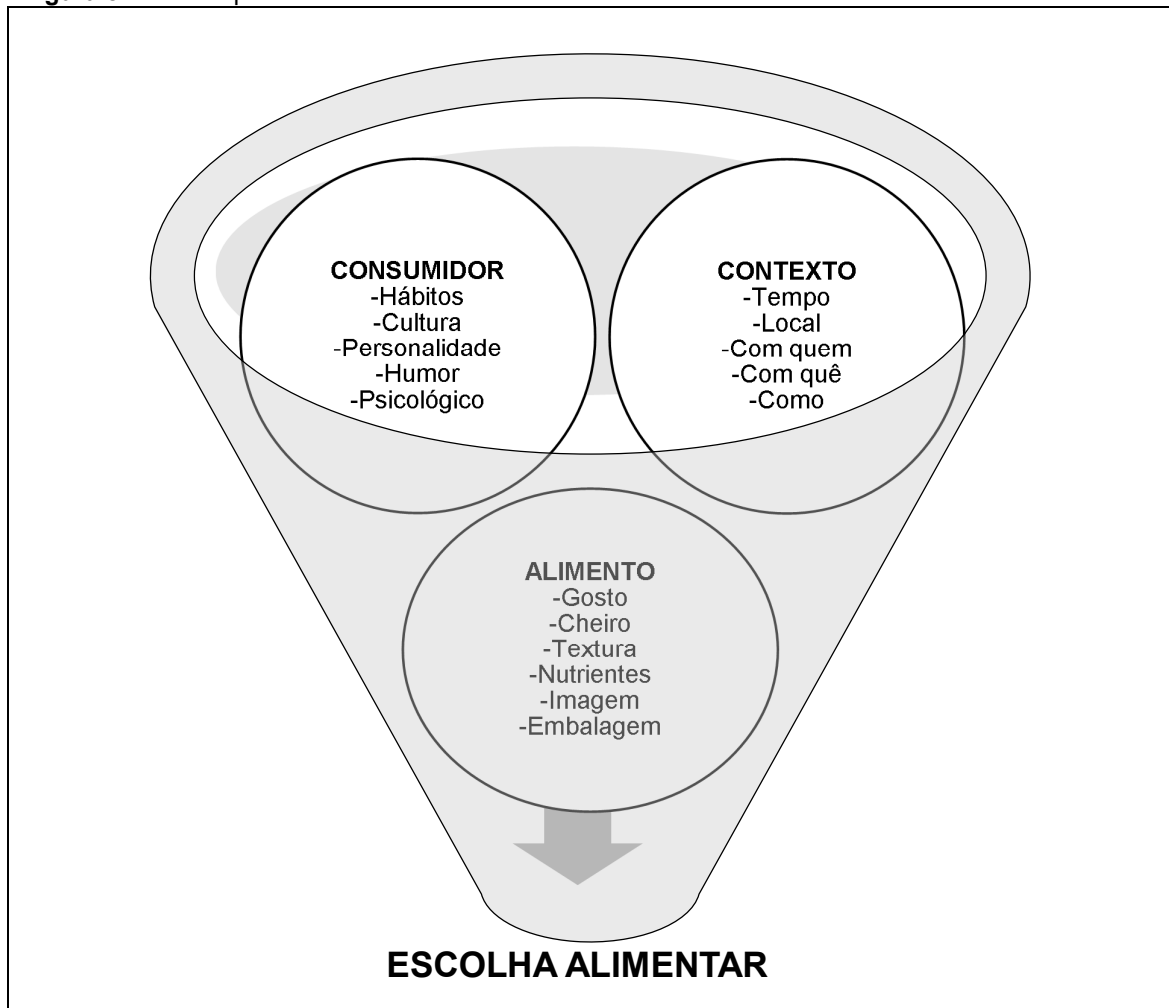 CONSUMIDOR
-Hábitos
-Cultura
-Personalidade
-Humor
-Psicológico
CONTEXTO
-Tempo
-Local
-Com quem
-Com quê
-Como
ALIMENTO
-Gosto
-Cheiro
-Textura
-Nutrientes
-Imagem
-Embalagem
ESCOLHA ALIMENTAR